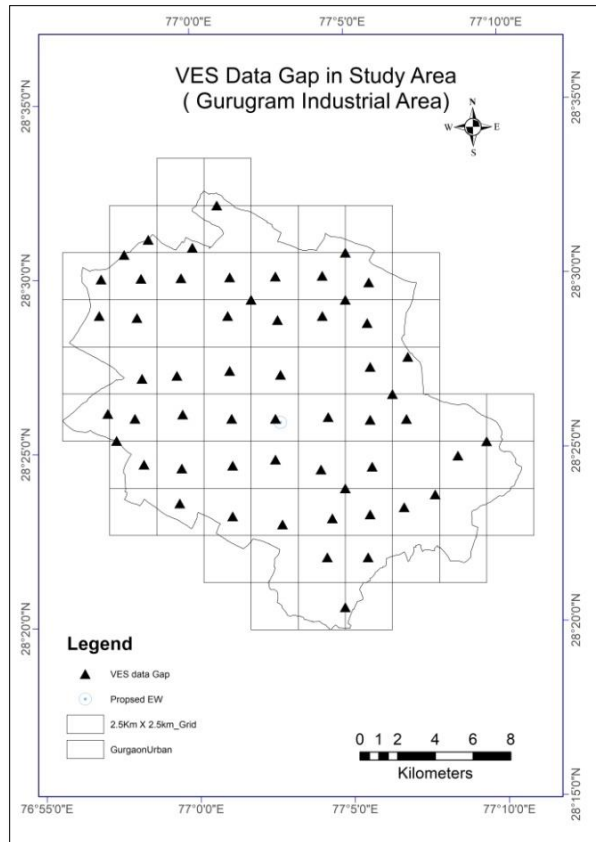 77°0'0"E 77°5'0"E 77°10'0"E
VES Data Gap in Study Area
( Gurugram Industrial Area)
N
W E
S
28°35'0"N 28°35'0"N
28°30'0"N 28°30'0"N
28°25'0"N 28°25'0"N
28°20'0"N 28°20'0"N
28°15'0"N
Legend
VES data Gap
Propsed EW
2.5Km X 2.5km_Grid
GurgaonUrban
0 1 2 4 6 8
Kilometers
76°55'0"E 77°0'0"E 77°5'0"E 77°10'0"E